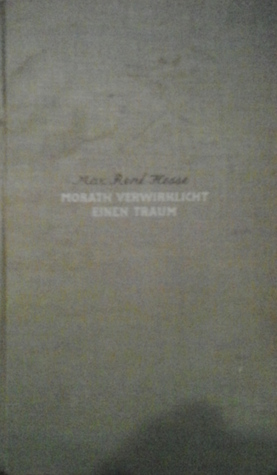 Max René Hesse
MORATH VERWIRKLICHT
EINEN TRAUM